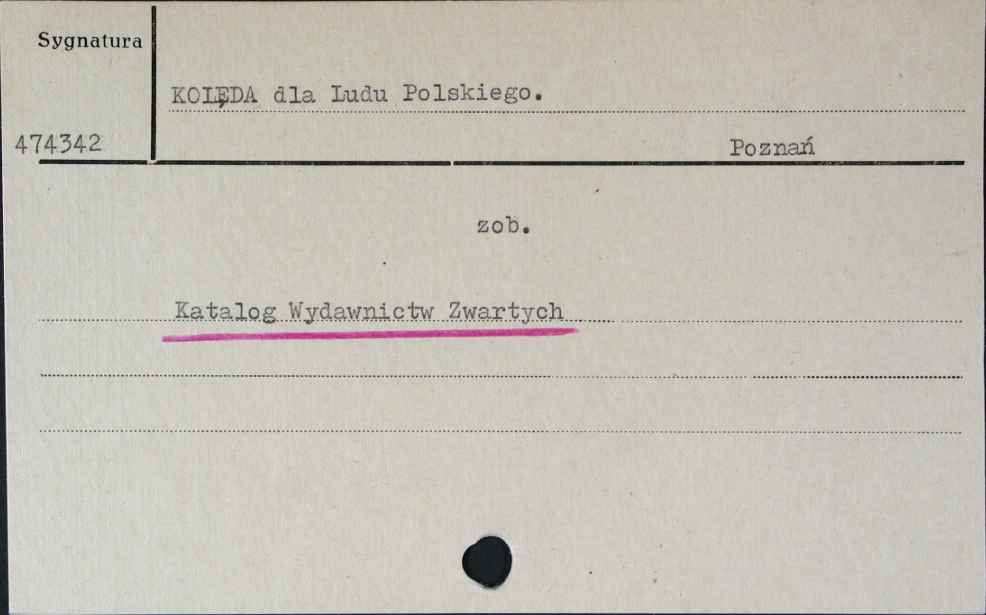 Sygnatura
KOLĘDA dla Ludu Polskiego.
474342
Poznań
zob.
Katalog Wydawnictw Zwartych